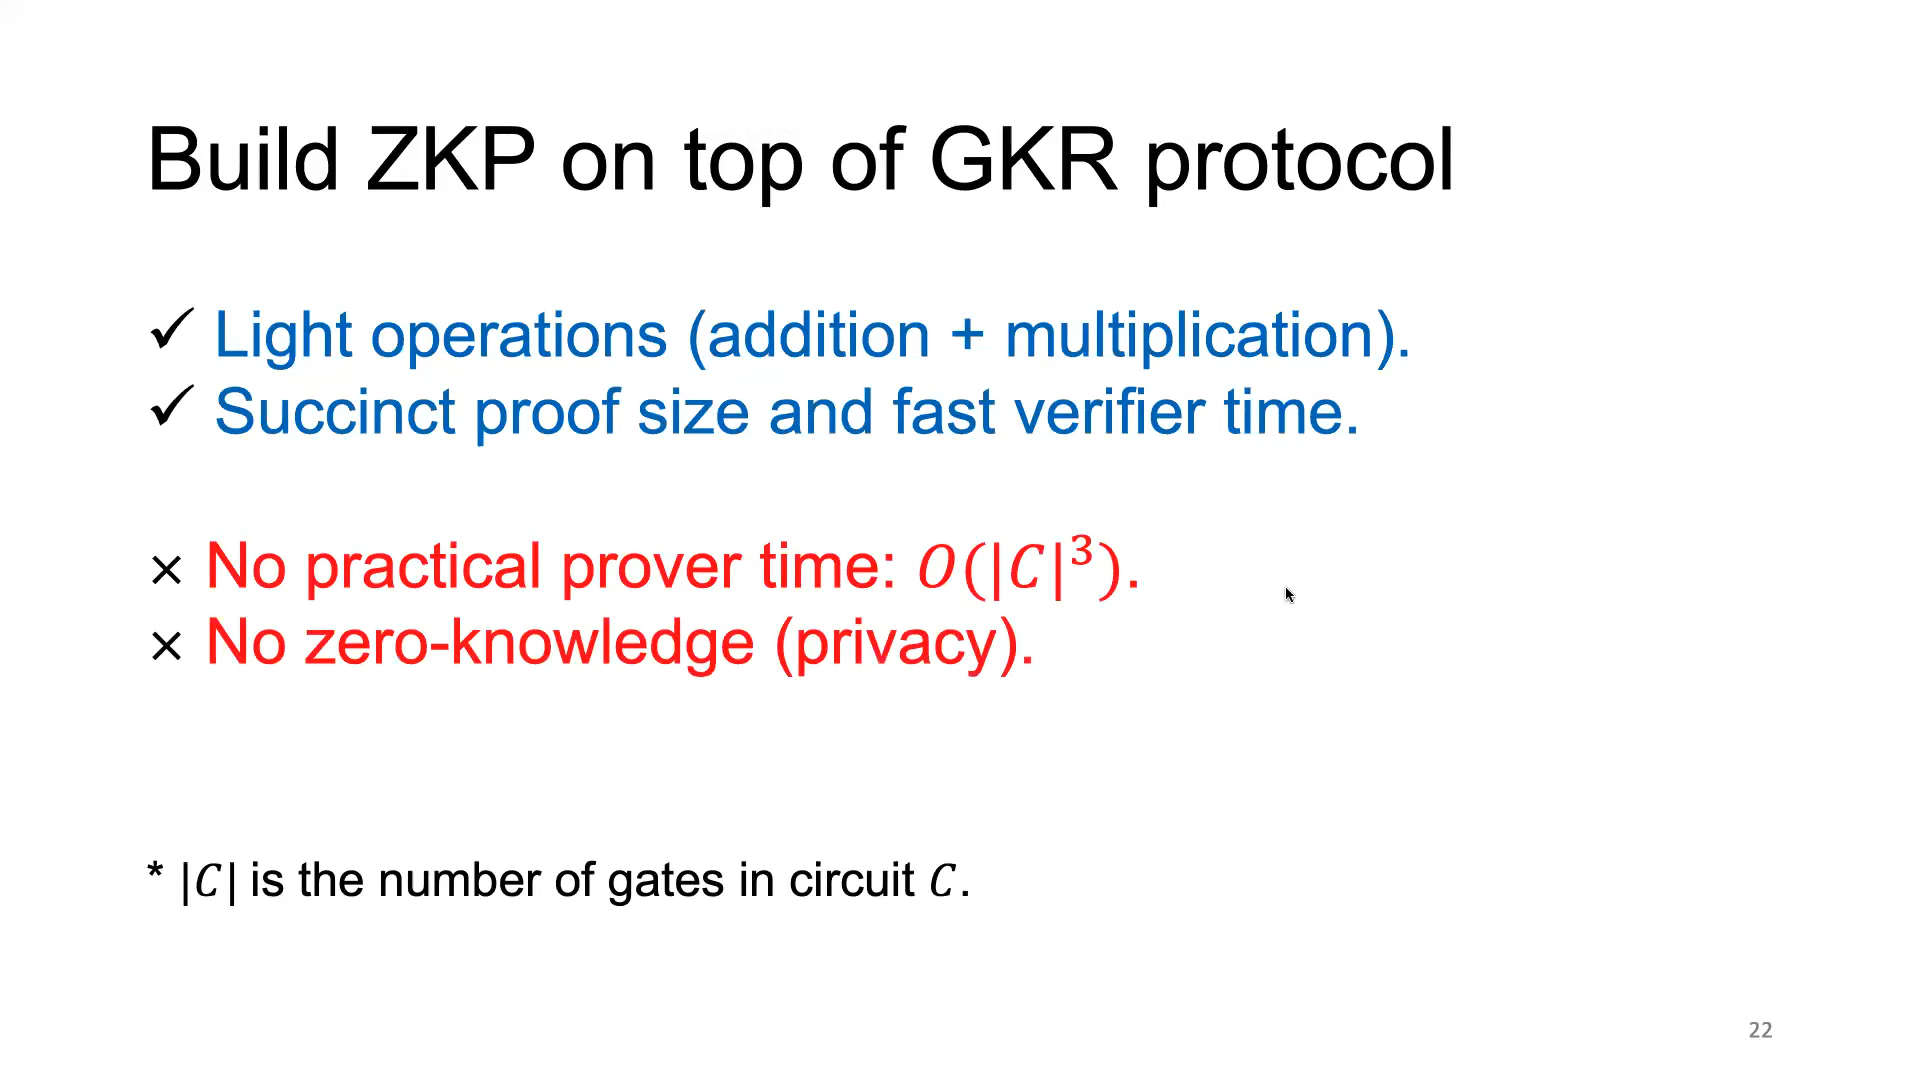 Build ZKP on top of GKR protocol
✓ Light operations (addition + multiplication).
✓ Succinct proof size and fast verifier time.
× No practical prover time: 𝑂(|𝐶|³).
× No zero-knowledge (privacy).
* |𝐶| is the number of gates in circuit 𝐶.
22